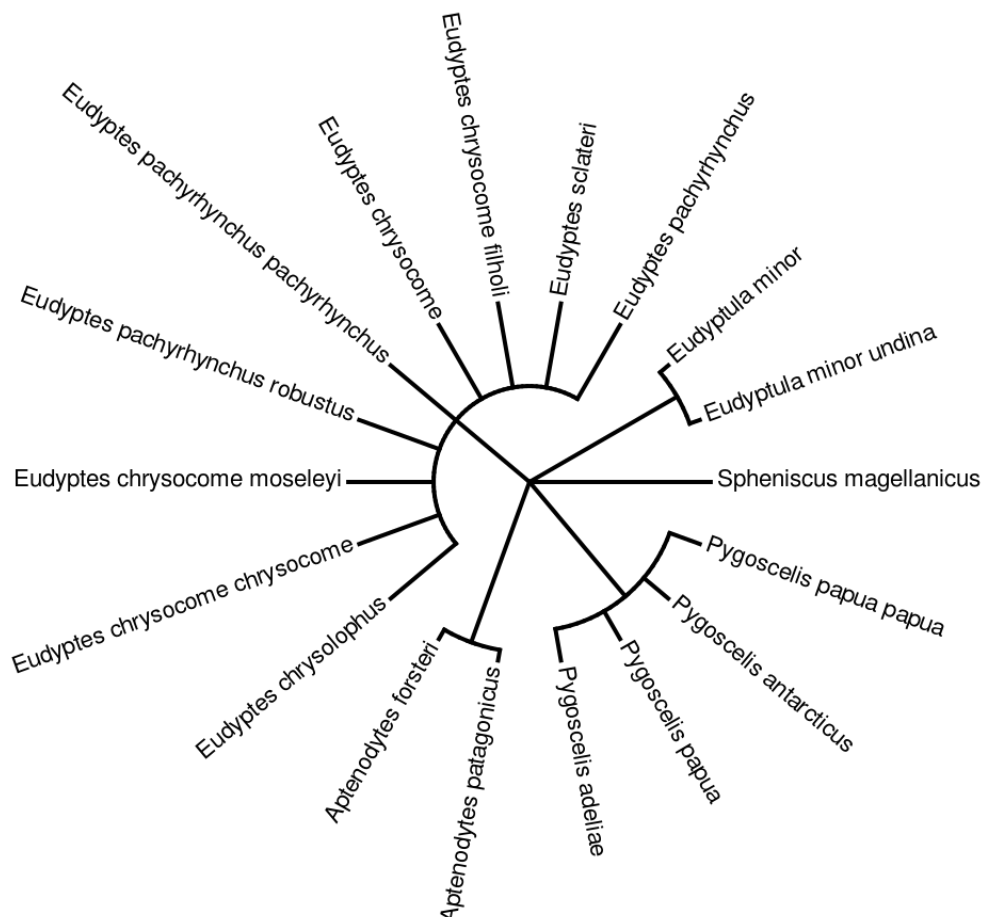 Eudyptes chrysocome filholi
Eudyptes sclateri
Eudyptes pachyrhynchus
Eudyptula minor
Eudyptula minor undina
Spheniscus magellanicus
Pygoscelis papua papua
Pygoscelis antarcticus
Pygoscelis papua
Pygoscelis adeliae
Aptenodytes patagonicus
Aptenodytes forsteri
Eudyptes chrysolophus
Eudyptes chrysocome chrysocome
Eudyptes chrysocome moseleyi
Eudyptes pachyrhynchus robustus
Eudyptes pachyrhynchus pachyrhynchus
Eudyptes chrysocome